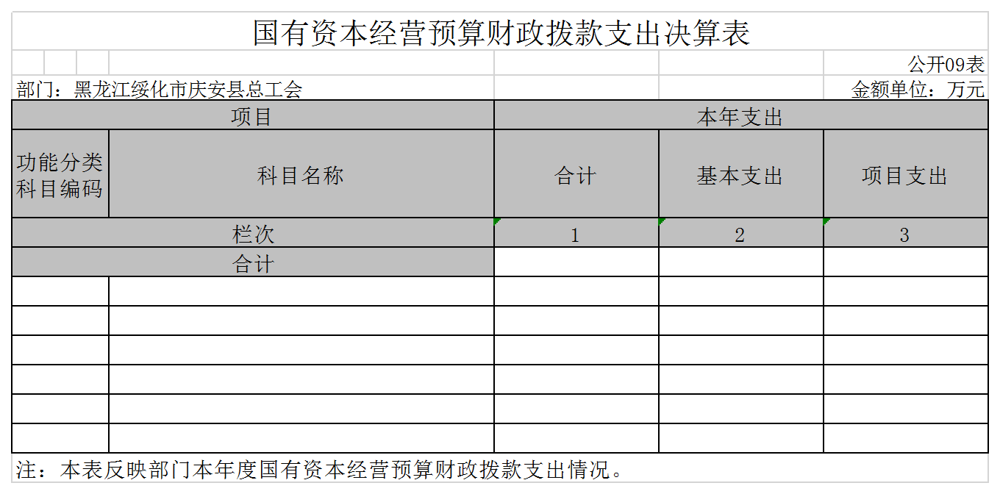 国有资本经营预算财政拨款支出决算表
公开09表
部门：黑龙江绥化市庆安县总工会 金额单位：万元
项目 本年支出
功能分类
科目编码 科目名称 合计 基本支出 项目支出
栏次 1 2 3
合计
注：本表反映部门本年度国有资本经营预算财政拨款支出情况。